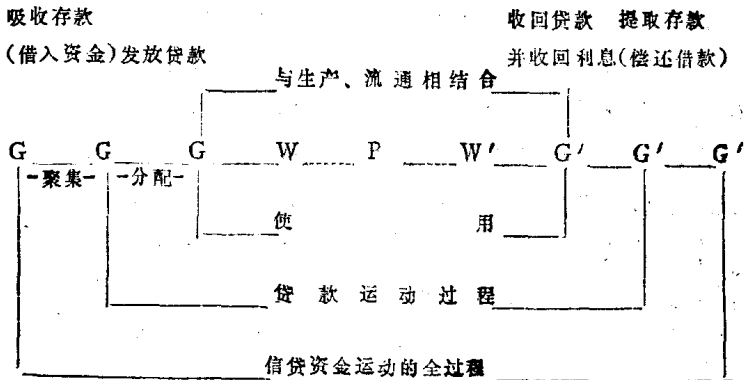 吸收存款 收回贷款 提取存款
(借入资金)发放贷款 并收回利息(偿还借款)
与生产、流通相结合
G G G W P W′ G′ G′ G′
聚集 分配
使 用
贷款运动过程
信贷资金运动的全过程